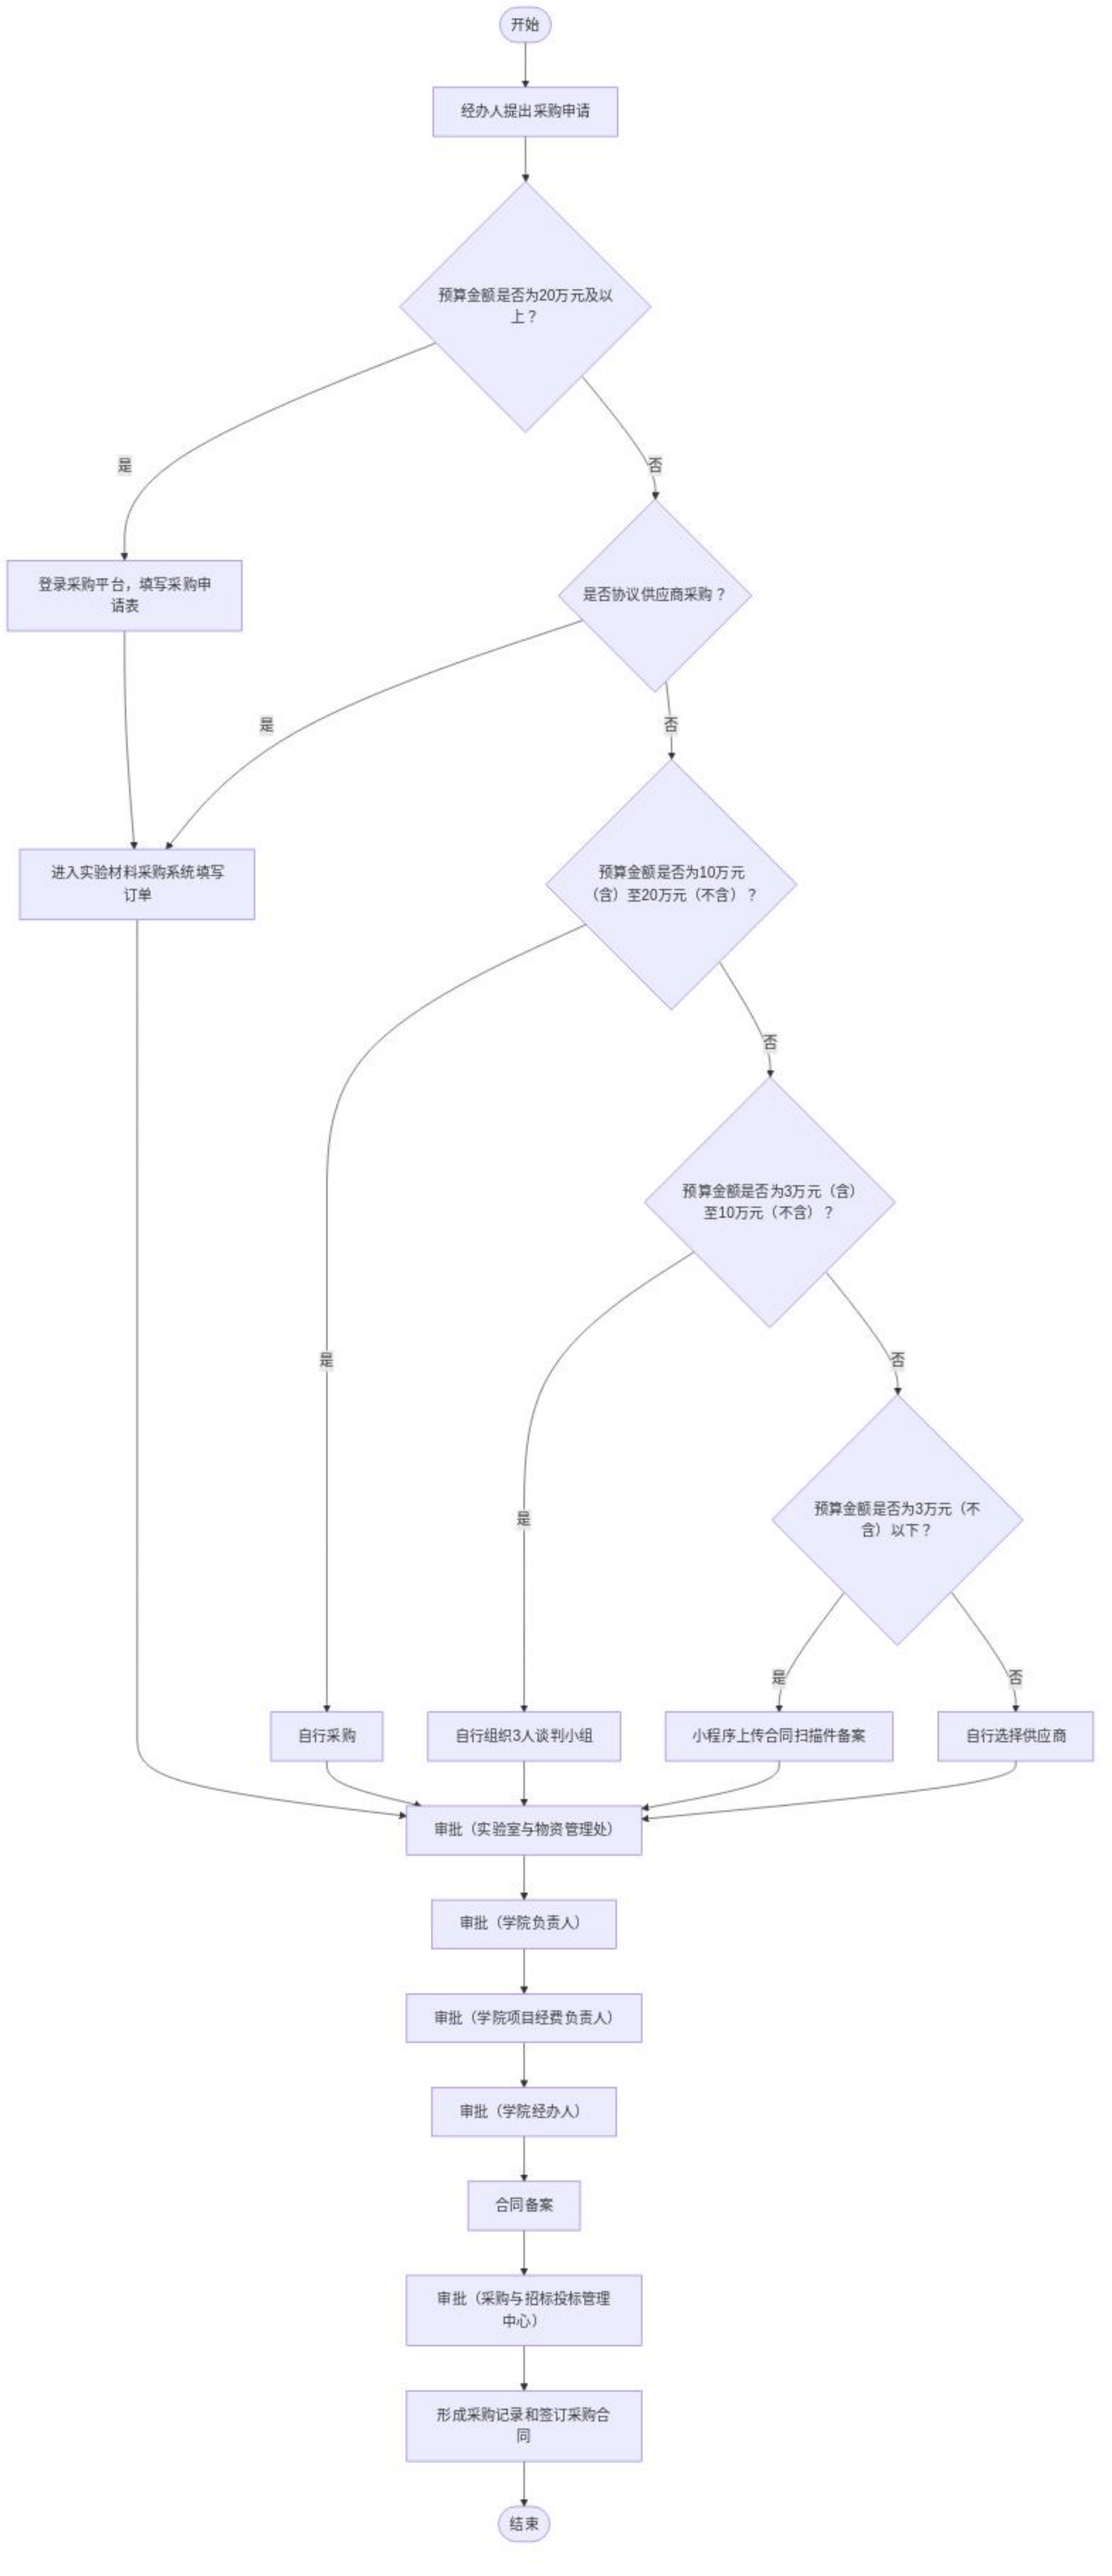 开始
经办人提出采购申请
预算金额是否为20万元及以
上？
是
否
登录采购平台，填写采购申
请表
是否协议供应商采购？
是
否
进入实验材料采购系统填写
订单
预算金额是否为10万元
（含）至20万元（不含）？
否
预算金额是否为3万元（含）
至10万元（不含）？
是
否
是
预算金额是否为3万元（不
含）以下？
是
否
自行采购
自行组织3人谈判小组
小程序上传合同扫描件备案
自行选择供应商
审批（实验室与物资管理处）
审批（学院负责人）
审批（学院项目经费负责人）
审批（学院经办人）
合同备案
审批（采购与招标投标管理
中心）
形成采购记录和签订采购合
同
结束